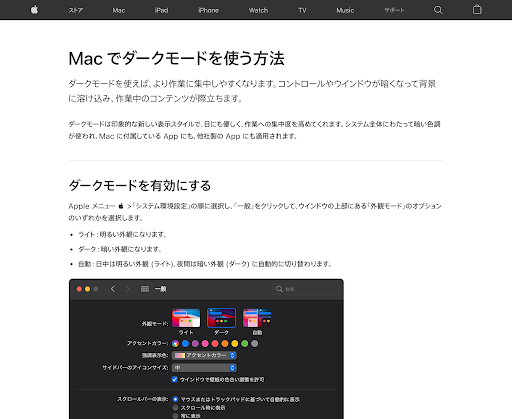 ストア Mac iPad iPhone Watch TV Music サポート
Mac でダークモードを使う方法
ダークモードを使えば、より作業に集中しやすくなります。コントロールやウインドウが暗くなって背景
に溶け込み、作業中のコンテンツが際立ちます。
ダークモードは印象的な新しい表示スタイルで、目にも優しく、作業への集中度を高めてくれます。システム全体にわたって暗い色調
が使われ、Mac に付属している App にも、他社製の App にも適用されます。
ダークモードを有効にする
Apple メニュー >「システム環境設定」の順に選択し、「一般」をクリックして、ウインドウの上部にある「外観モード」のオプション
のいずれかを選択します。
• ライト：明るい外観になります。
• ダーク：暗い外観になります。
• 自動：日中は明るい外観 (ライト)、夜間は暗い外観 (ダーク) に自動的に切り替わります。
一般
検索
外観モード:
ライト ダーク 自動
アクセントカラー:
強調表示色: アクセントカラー
サイドバーのアイコンサイズ: 中
ウインドウで壁紙の色合い調整を許可
スクロールバーの表示: マウスまたはトラックパッドに基づいて自動的に表示
スクロール時に表示
常に表示